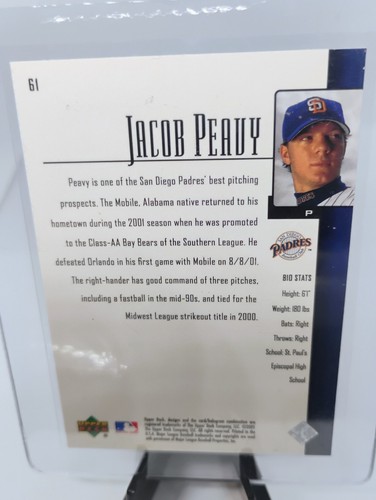 61
JACOB PEAVY
Peavy is one of the San Diego Padres' best pitching
prospects. The Mobile, Alabama native returned to his
hometown during the 2001 season when he was promoted
to the Class-AA Bay Bears of the Southern League. He
defeated Orlando in his first game with Mobile on 8/8/01.
The right-hander has good command of three pitches,
including a fastball in the mid-90s, and tied for the
Midwest League strikeout title in 2000.
SD
P
PADRES
BIO STATS
Height: 6'1"
Weight: 180 lbs
Bats: Right
Throws: Right
School: St. Paul's
Episcopal High
School
UPPER DECK